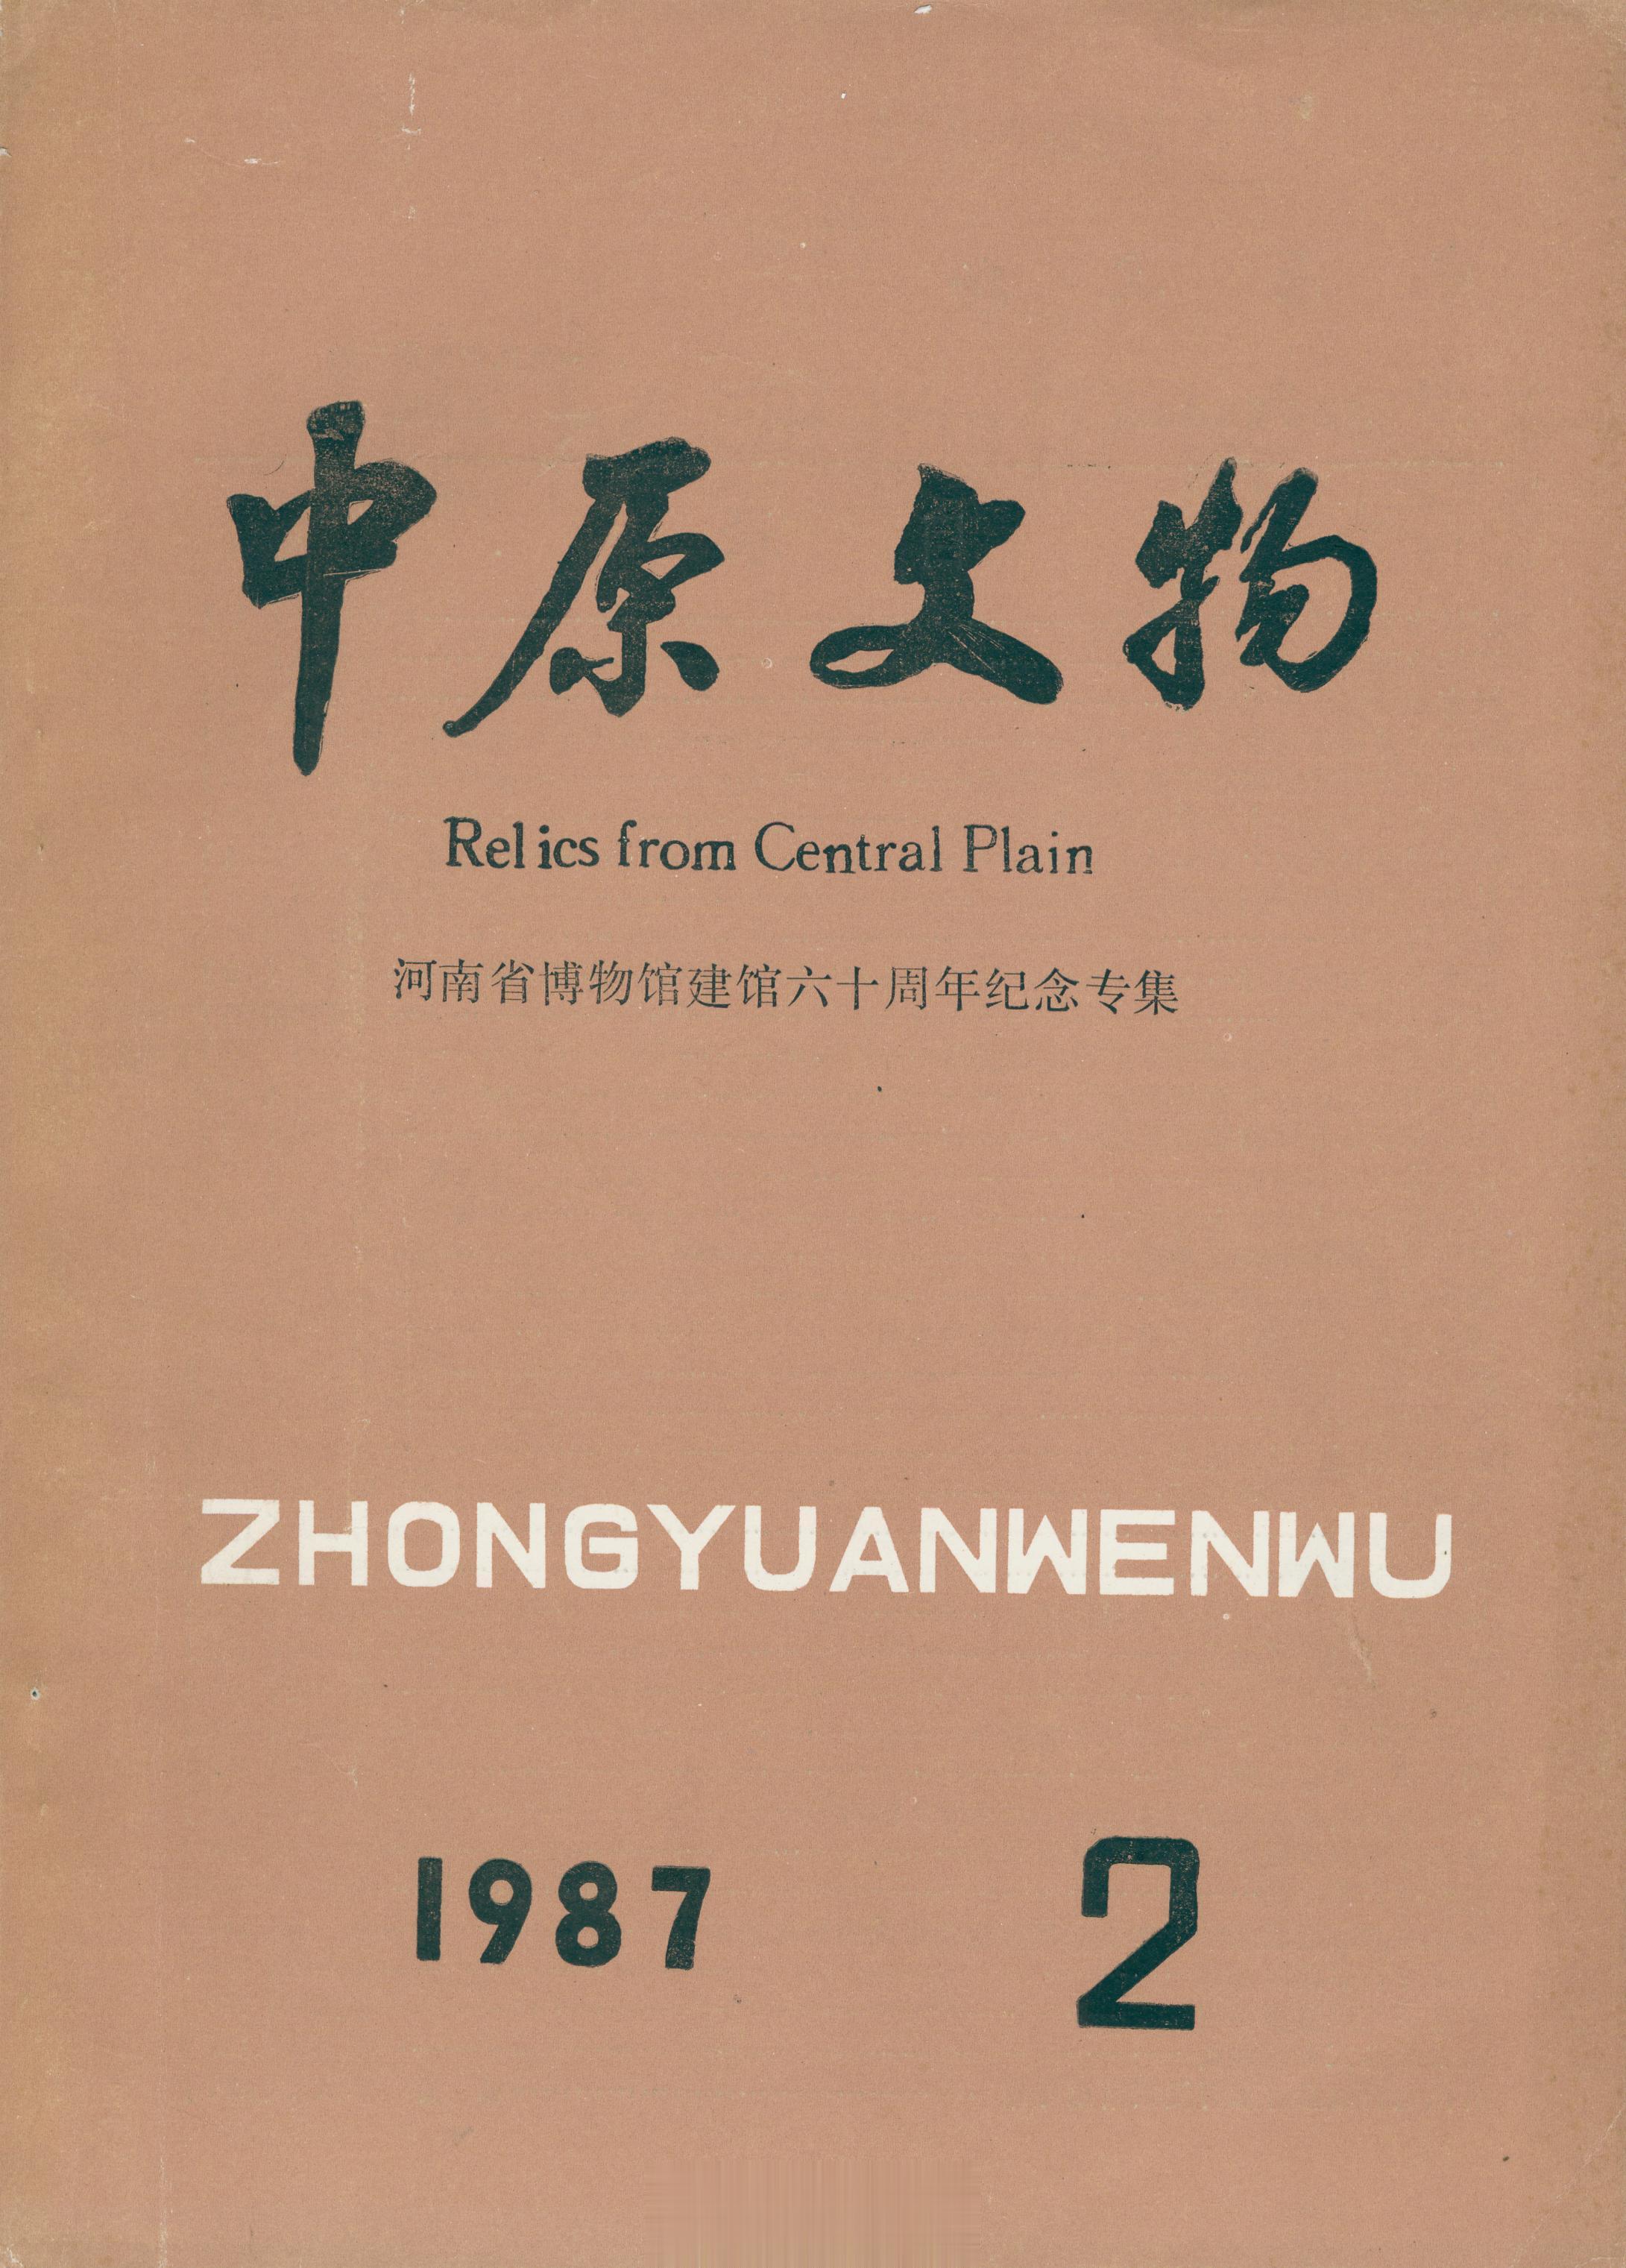 中原文物
Relics from Central Plain
河南省博物馆建馆六十周年纪念专集
ZHONGYUANWENWU
1987 2